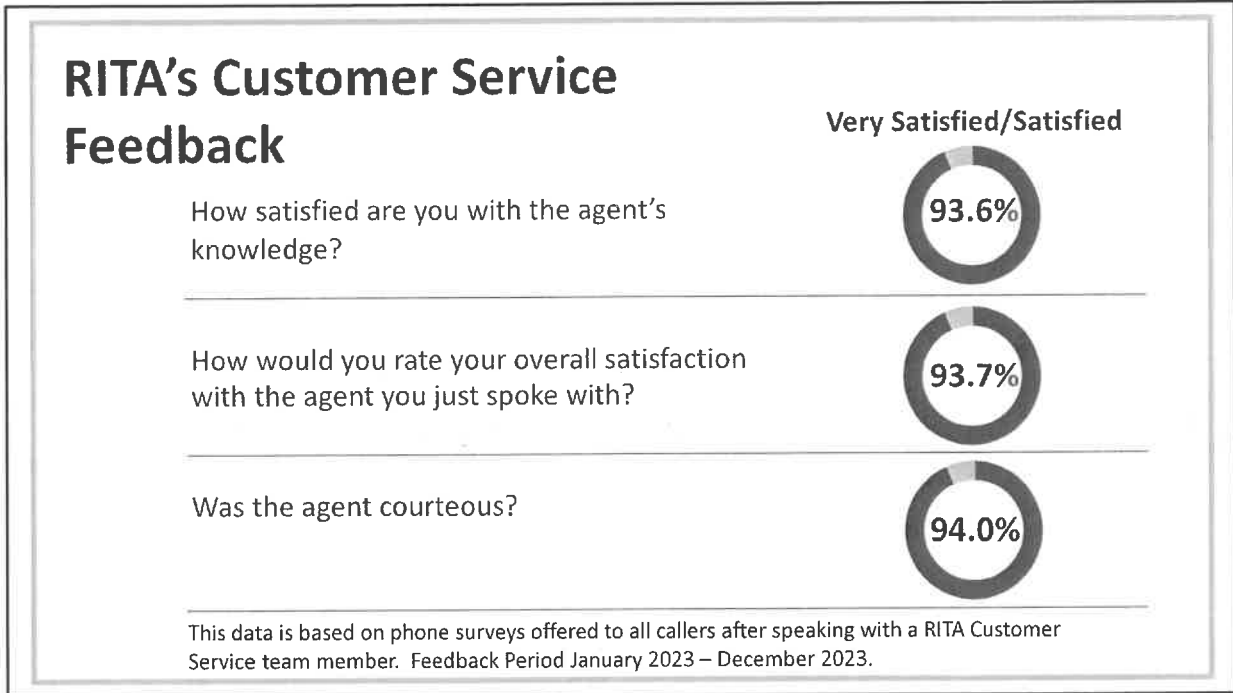 RITA's Customer Service
Feedback
Very Satisfied/Satisfied
How satisfied are you with the agent's
knowledge?
93.6%
How would you rate your overall satisfaction
with the agent you just spoke with?
93.7%
Was the agent courteous?
94.0%
This data is based on phone surveys offered to all callers after speaking with a RITA Customer
Service team member. Feedback Period January 2023 – December 2023.